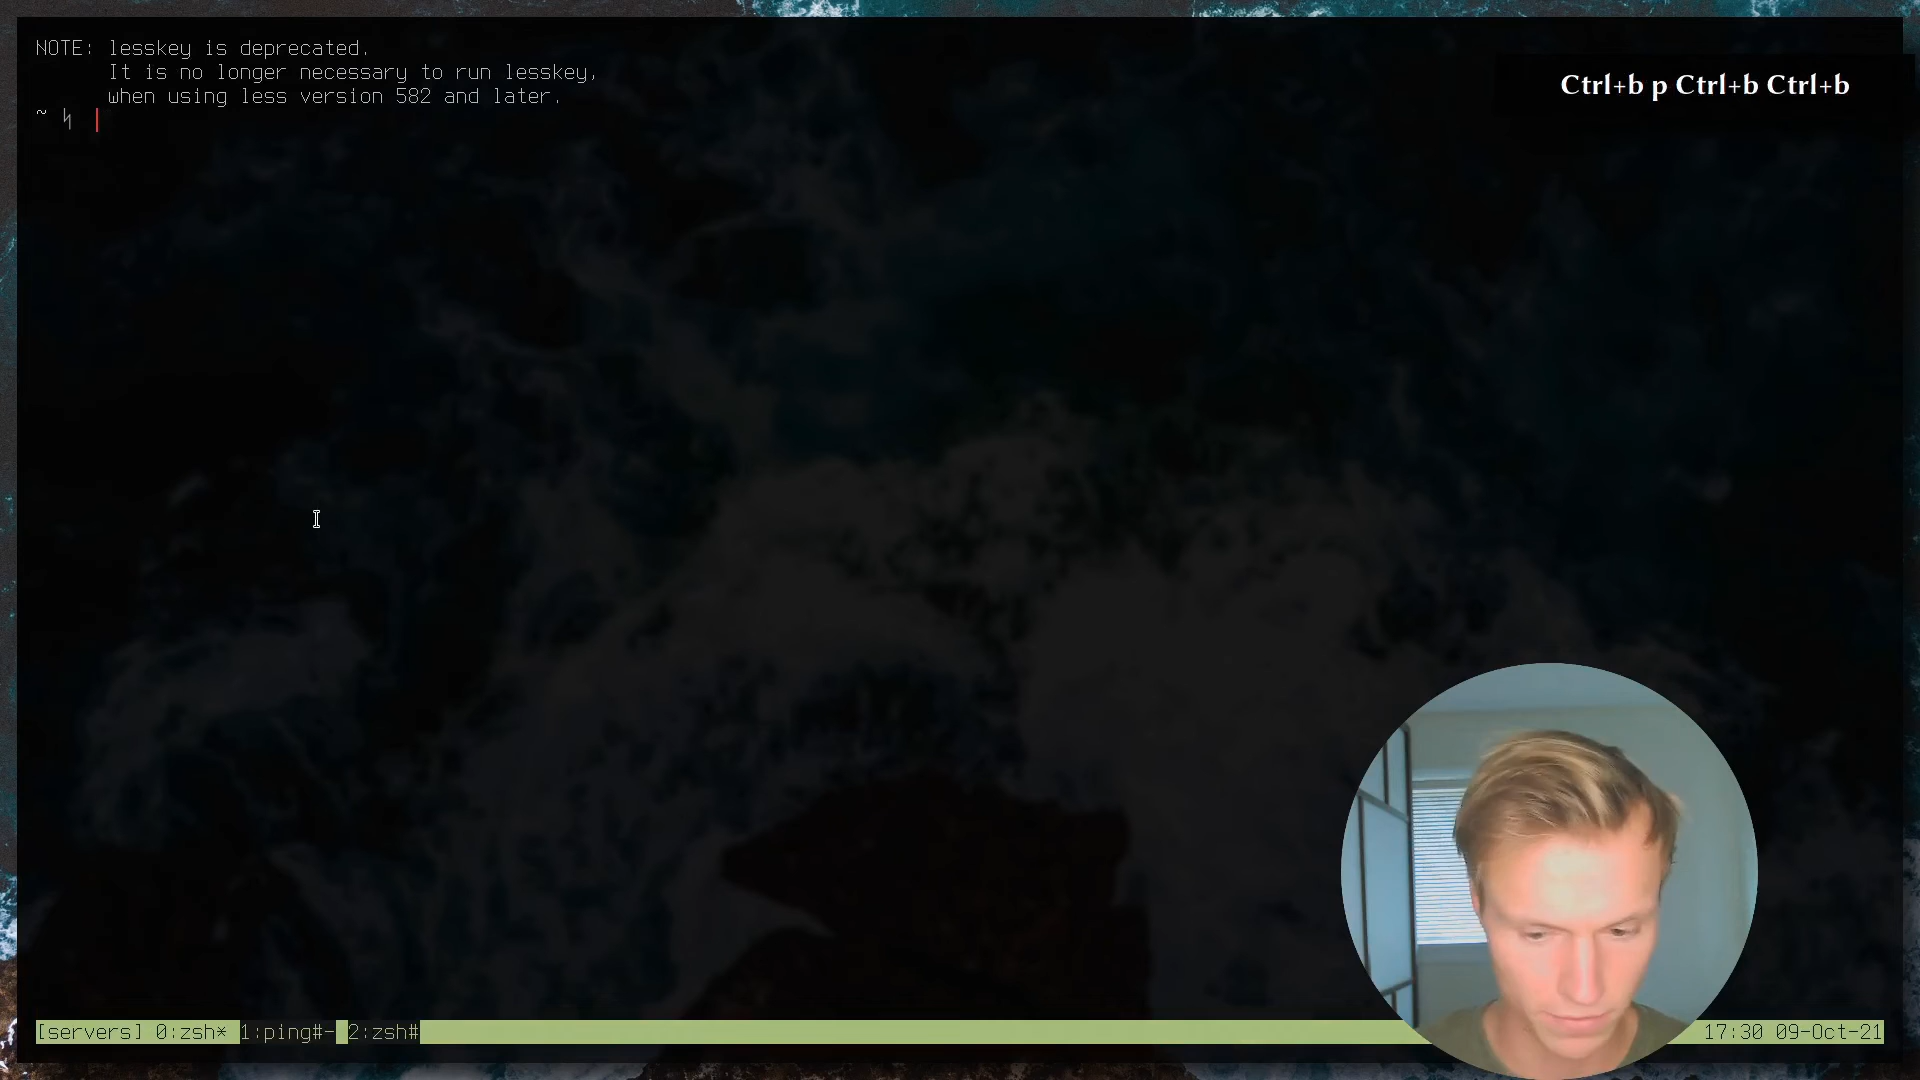 NOTE: lesskey is deprecated.
It is no longer necessary to run lesskey,
when using less version 582 and later.
~ ϟ
Ctrl+b p Ctrl+b Ctrl+b
[servers] 0:zsh* 1:ping#- 2:zsh#
17:30 09-Oct-21